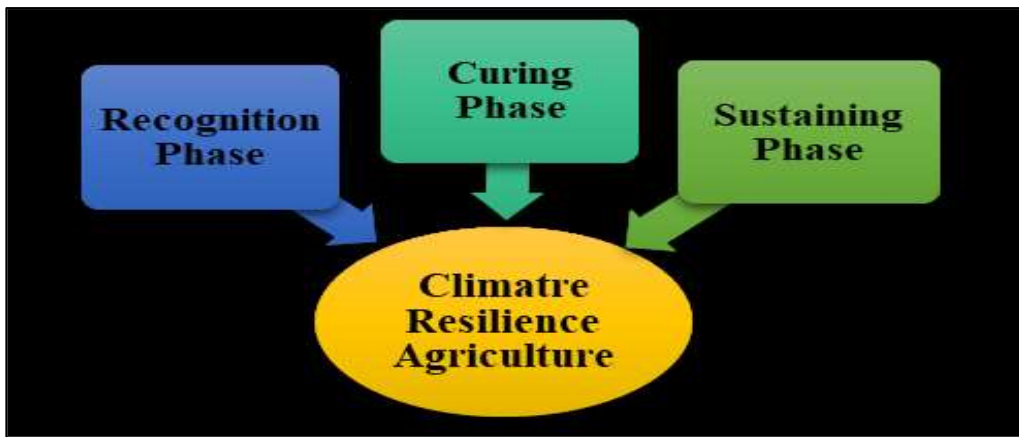 Recognition
Phase
Curing
Phase
Sustaining
Phase
Climatre
Resilience
Agriculture